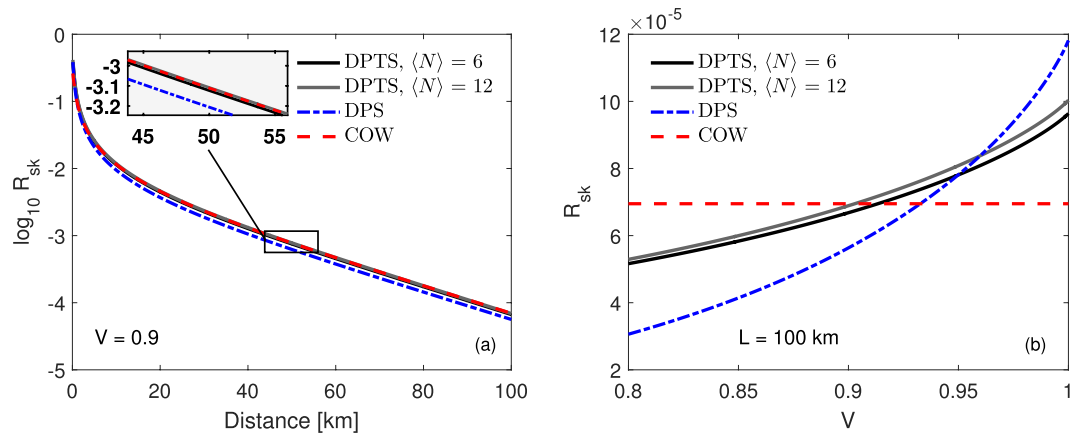 0
-1
-2
-3
-4
-5
log10 Rsk
0
20
40
60
80
100
Distance [km]
-3
-3.1
-3.2
45
50
55
DPTS, ⟨N⟩ = 6
DPTS, ⟨N⟩ = 12
DPS
COW
V = 0.9
(a)
×10-5
12
10
8
6
4
2
Rsk
0.8
0.85
0.9
0.95
1
V
DPTS, ⟨N⟩ = 6
DPTS, ⟨N⟩ = 12
DPS
COW
L = 100 km
(b)